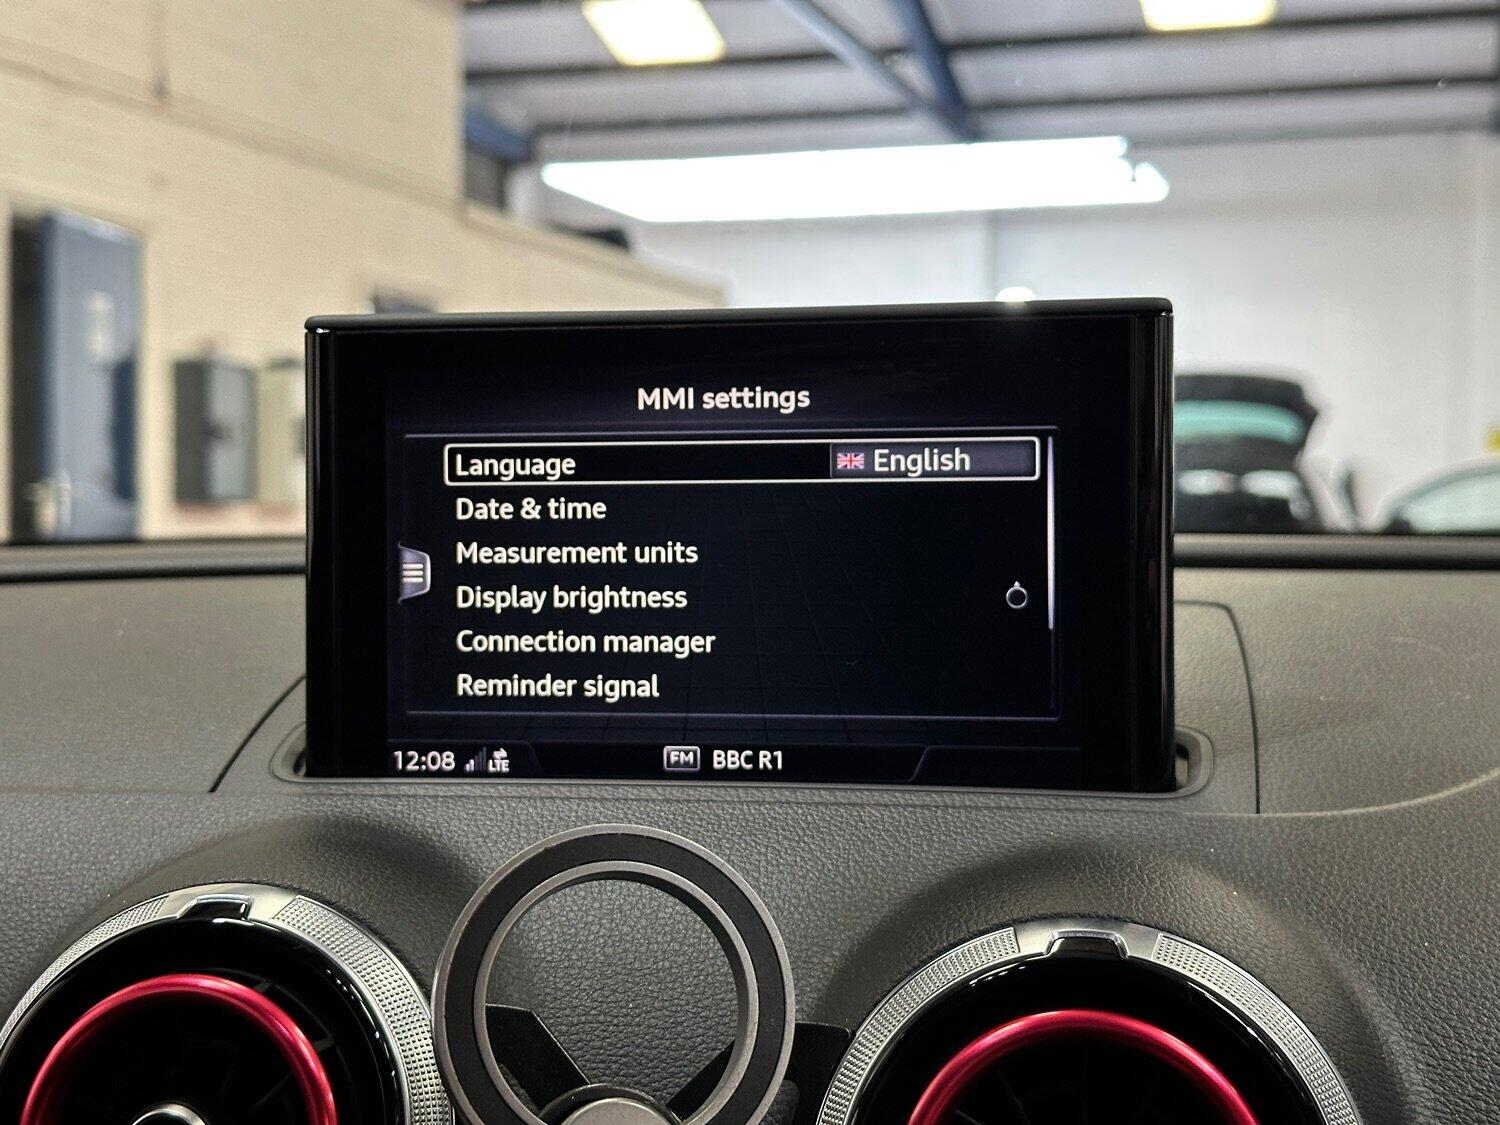 MMI settings
Language English
Date & time
Measurement units
Display brightness
Connection manager
Reminder signal
12:08 LTE FM BBC R1